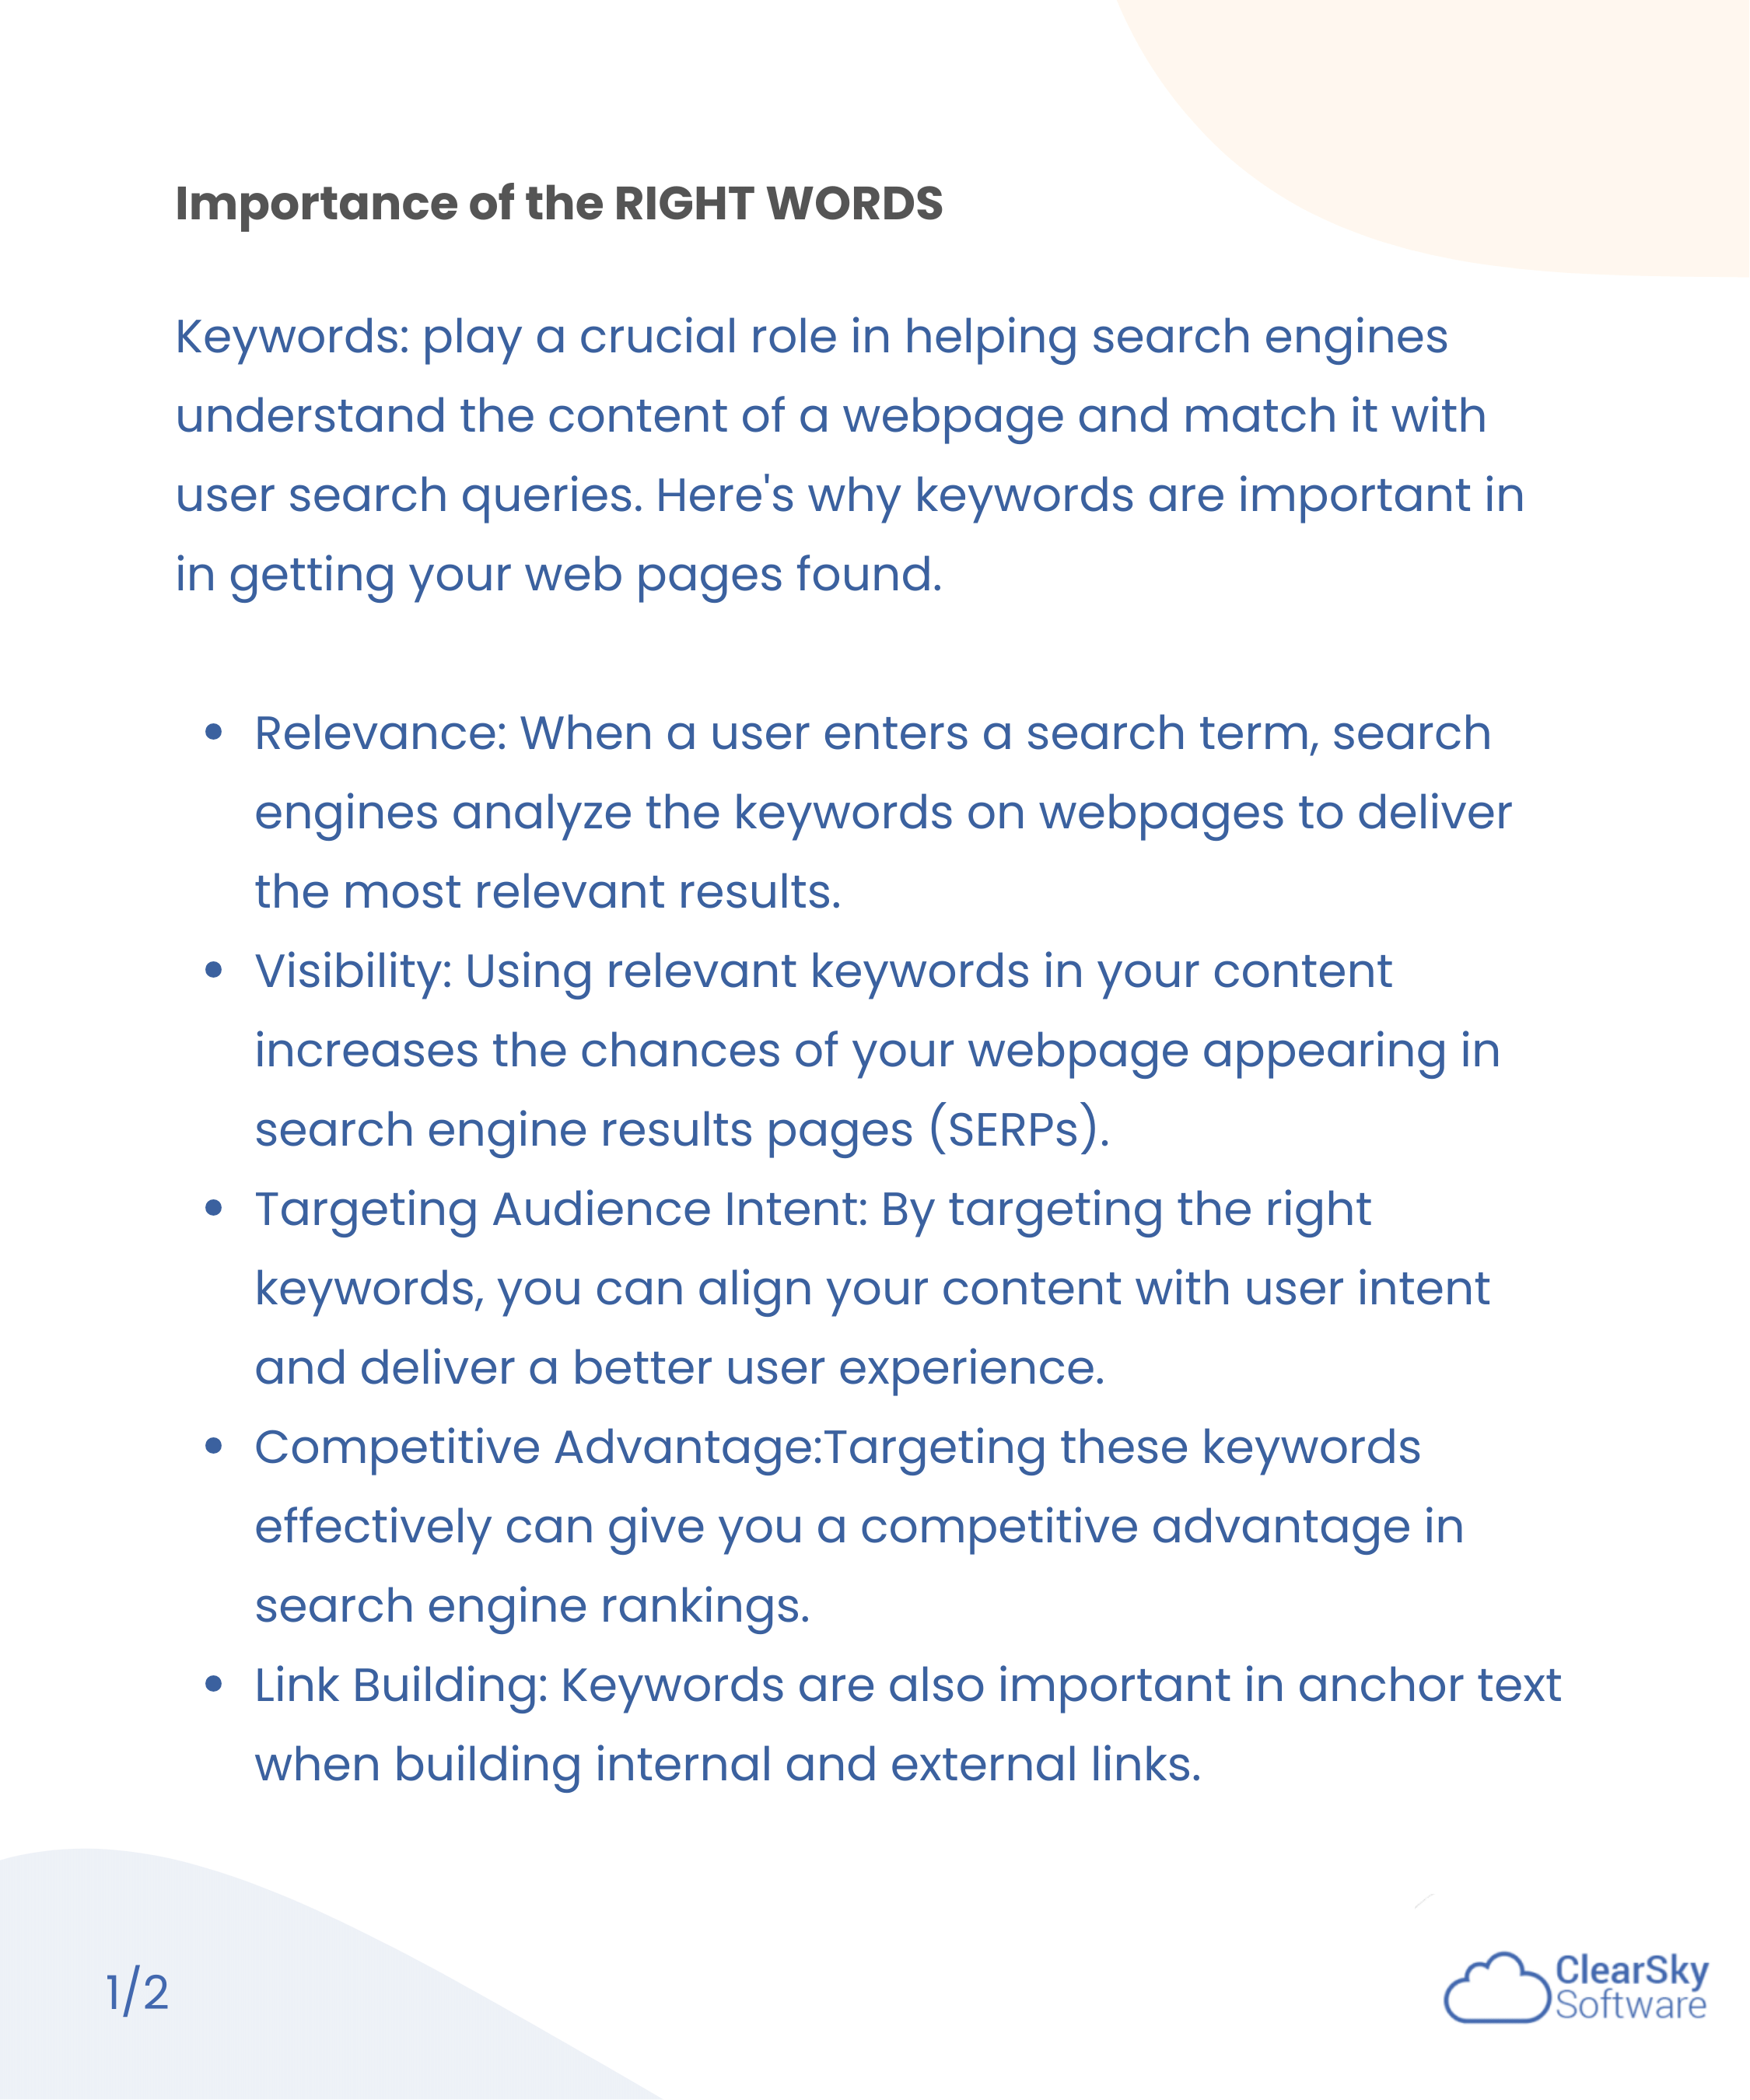 Importance of the RIGHT WORDS
Keywords: play a crucial role in helping search engines
understand the content of a webpage and match it with
user search queries. Here's why keywords are important in
in getting your web pages found.
• Relevance: When a user enters a search term, search
engines analyze the keywords on webpages to deliver
the most relevant results.
• Visibility: Using relevant keywords in your content
increases the chances of your webpage appearing in
search engine results pages (SERPs).
• Targeting Audience Intent: By targeting the right
keywords, you can align your content with user intent
and deliver a better user experience.
• Competitive Advantage:Targeting these keywords
effectively can give you a competitive advantage in
search engine rankings.
• Link Building: Keywords are also important in anchor text
when building internal and external links.
1/2
ClearSky
Software